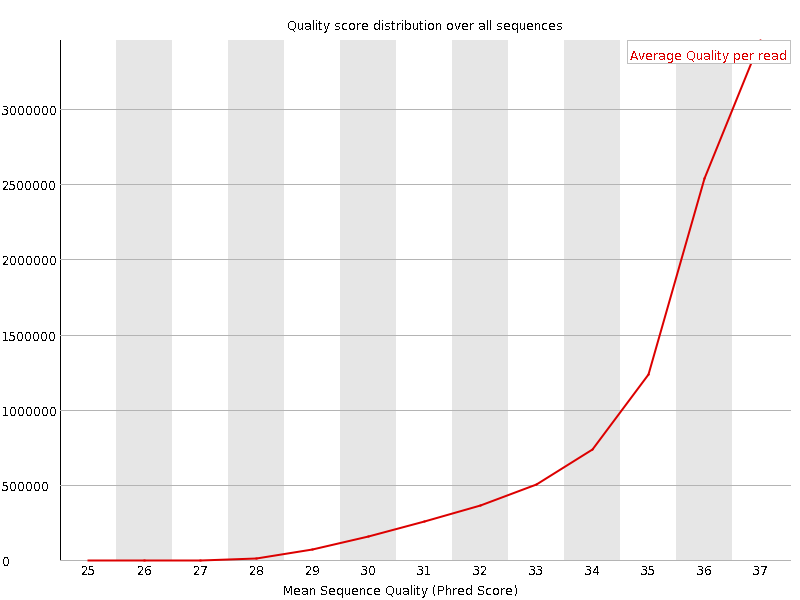 Quality score distribution over all sequences
Average Quality per read
3000000
2500000
2000000
1500000
1000000
500000
0
25 26 27 28 29 30 31 32 33 34 35 36 37
Mean Sequence Quality (Phred Score)